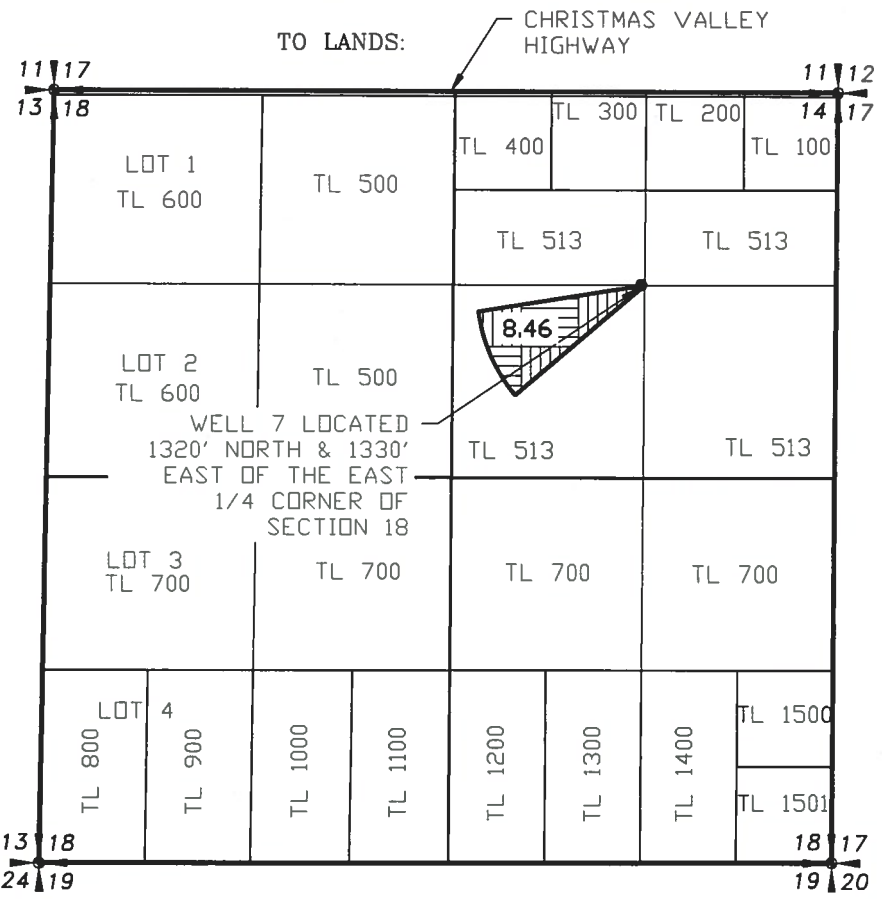 TO LANDS:
CHRISTMAS VALLEY
HIGHWAY
11 17
13 18
11 12
14 17
TL 300
TL 200
TL 400
TL 100
LOT 1
TL 600
TL 500
TL 513
TL 513
8.46
LOT 2
TL 600
TL 500
WELL 7 LOCATED
1320' NORTH & 1330'
EAST OF THE EAST
1/4 CORNER OF
SECTION 18
TL 513
TL 513
LOT 3
TL 700
TL 700
TL 700
TL 700
LOT 4
TL 800
TL 900
TL 1000
TL 1100
TL 1200
TL 1300
TL 1400
TL 1500
TL 1501
13 18
24 19
18 17
19 20